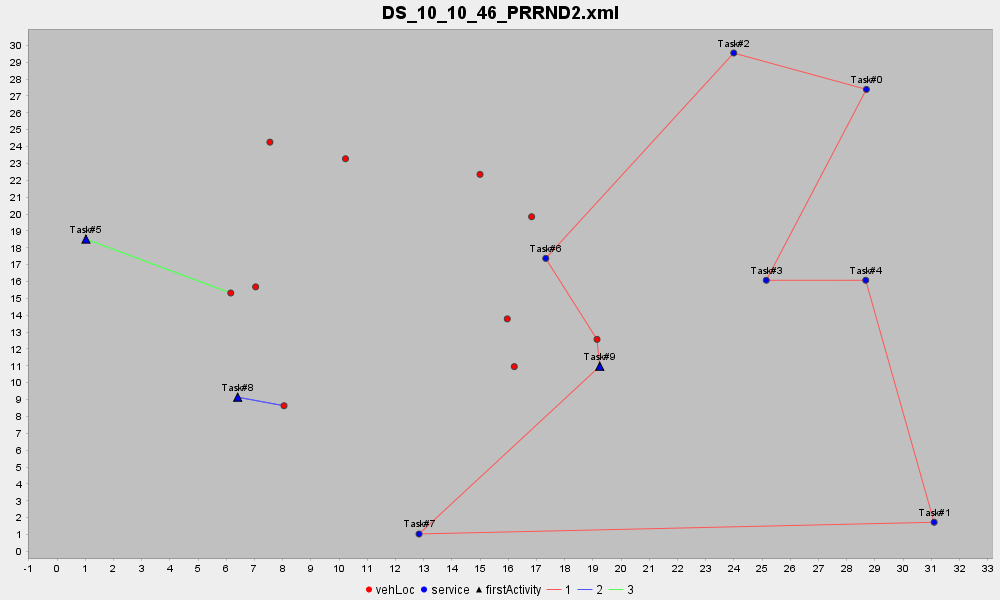 DS_10_10_46_PRRND2.xml
30
29
28
27
26
25
24
23
22
21
20
19
18
17
16
15
14
13
12
11
10
9
8
7
6
5
4
3
2
1
0
Task#2
Task#0
Task#5
Task#6
Task#3 Task#4
Task#9
Task#8
Task#1
Task#7
-1 0 1 2 3 4 5 6 7 8 9 10 11 12 13 14 15 16 17 18 19 20 21 22 23 24 25 26 27 28 29 30 31 32 33
vehLoc service firstActivity 1 2 3